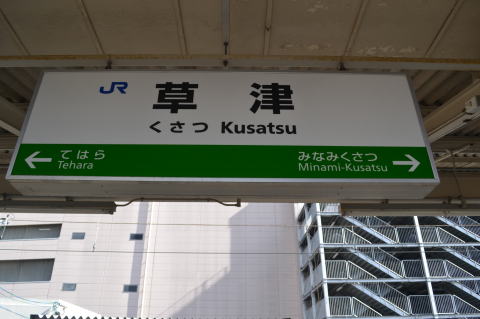 JR 草津
くさつ Kusatsu
← てはら みなみくさつ →
Tehara Minami-Kusatsu